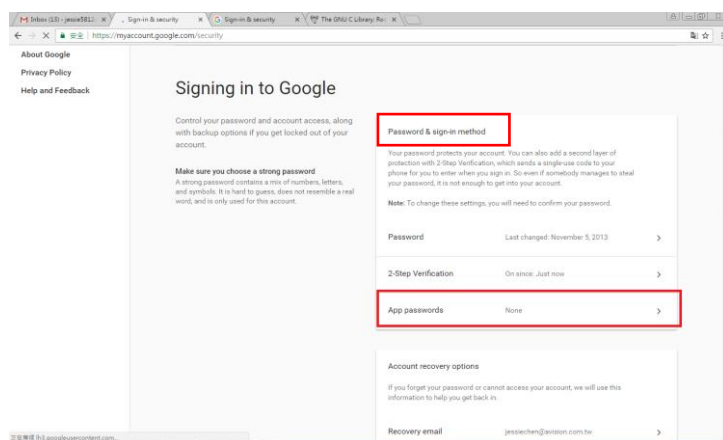 Inbox (13) - jessie5812
Sign-in & security
Sign-in & security
The GNU C Library: Ro
安全 | https://myaccount.google.com/security
About Google
Privacy Policy
Help and Feedback
Signing in to Google
Control your password and account access, along
with backup options if you get locked out of your
account.
Make sure you choose a strong password
A strong password contains a mix of numbers, letters,
and symbols. It is hard to guess, does not resemble a real
word, and is only used for this account.
Password & sign-in method
Your password protects your account. You can also add a second layer of
protection with 2-Step Verification, which sends a single-use code to your
phone for you to enter when you sign in. So even if somebody manages to steal
your password, it is not enough to get into your account.
Note: To change these settings, you will need to confirm your password.
Password Last changed: November 5, 2013
2-Step Verification On since: Just now
App passwords None
Account recovery options
If you forget your password or cannot access your account, we will use this
information to help you get back in.
Recovery email jessiechen@avision.com.tw
lh3.googleusercontent.com...